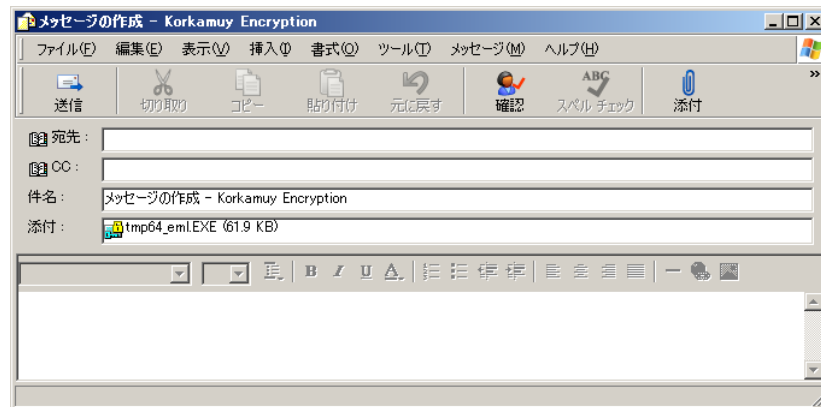 メッセージの作成 - Korkamuy Encryption
ファイル(F) 編集(E) 表示(V) 挿入(I) 書式(O) ツール(T) メッセージ(M) ヘルプ(H)
送信 切り取り コピー 貼り付け 元に戻す ABC 確認 スペル チェック 添付 »
宛先 :
CC :
件名 : メッセージの作成 - Korkamuy Encryption
添付 : tmp64_eml.EXE (61.9 KB)
B I U A